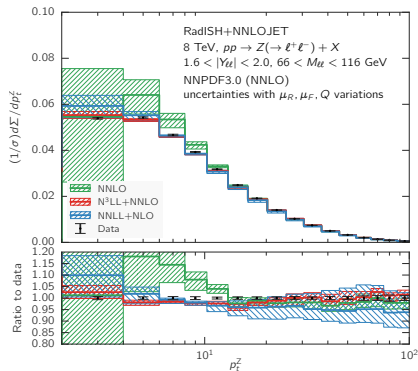 RadISH+NNLOJET
8 TeV, pp → Z(→ ℓ⁺ℓ⁻) + X
1.6 < |Yℓℓ| < 2.0, 66 < Mℓℓ < 116 GeV
NNPDF3.0 (NNLO)
uncertainties with μR, μF, Q variations
(1/σ)dΣ/dpₜᶻ
0.10
0.08
0.06
0.04
0.02
0.00
NNLO
N³LL+NNLO
NNLL+NLO
Data
Ratio to data
1.20
1.15
1.10
1.05
1.00
0.95
0.90
0.85
0.80
10¹
10²
pₜᶻ